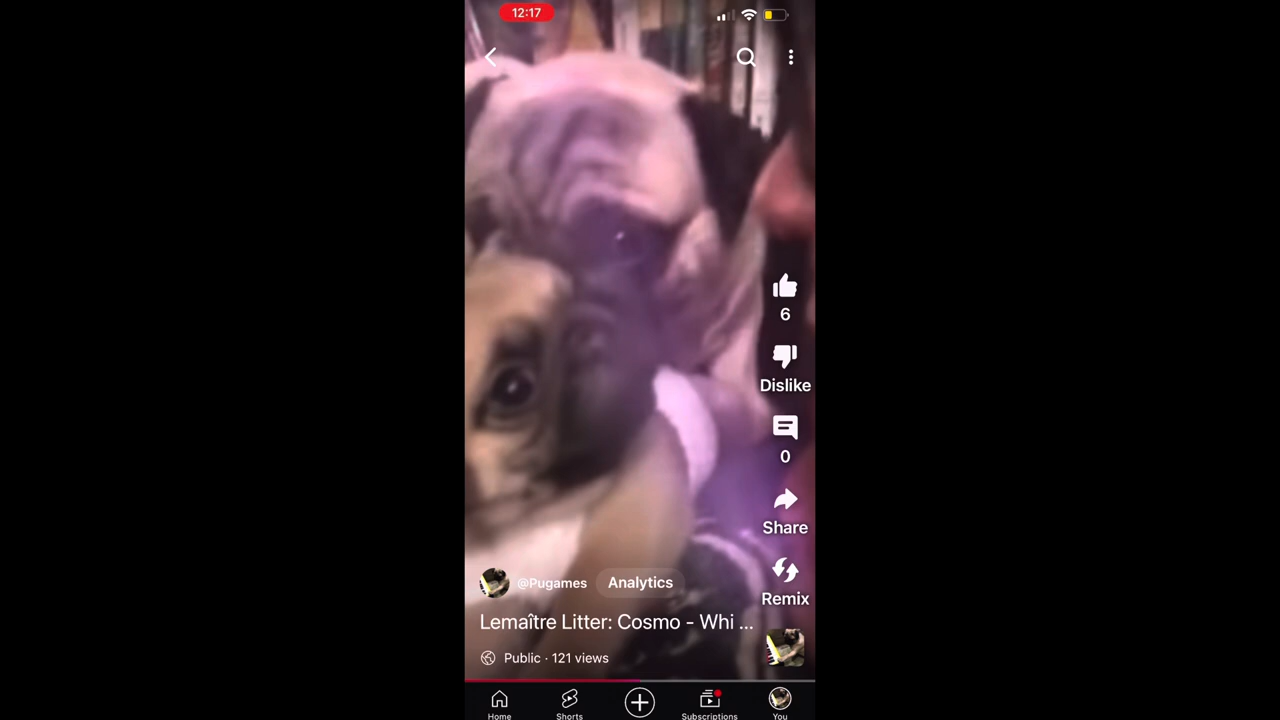 12:17
6
Dislike
0
Share
Remix
@Pugames Analytics
Lemaître Litter: Cosmo - Whi ...
Public · 121 views
Home Shorts Subscriptions You